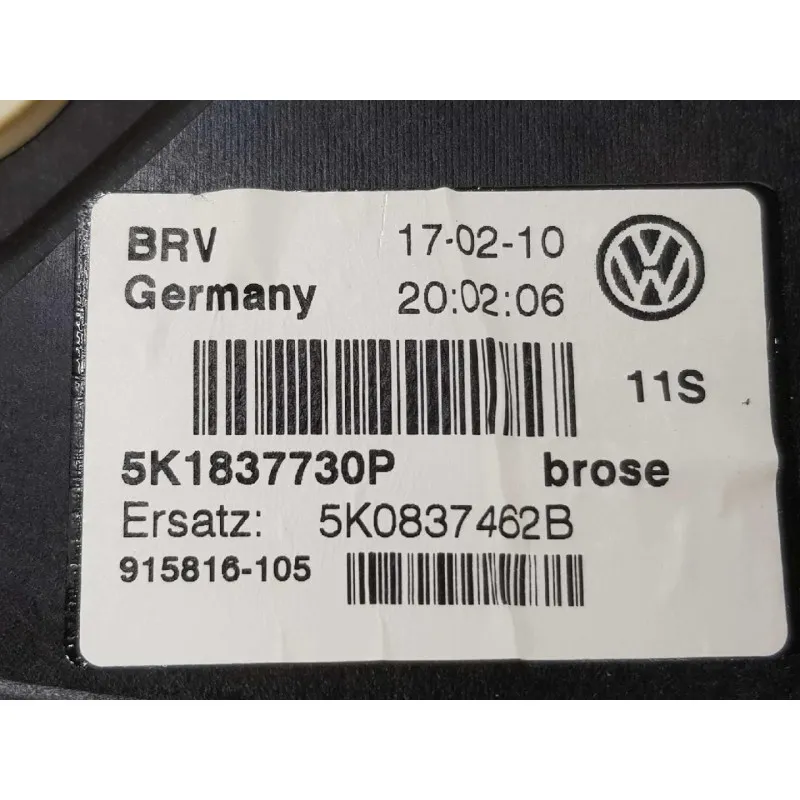 BRV 17-02-10
Germany 20:02:06
11S
5K1837730P brose
Ersatz: 5K0837462B
915816-105